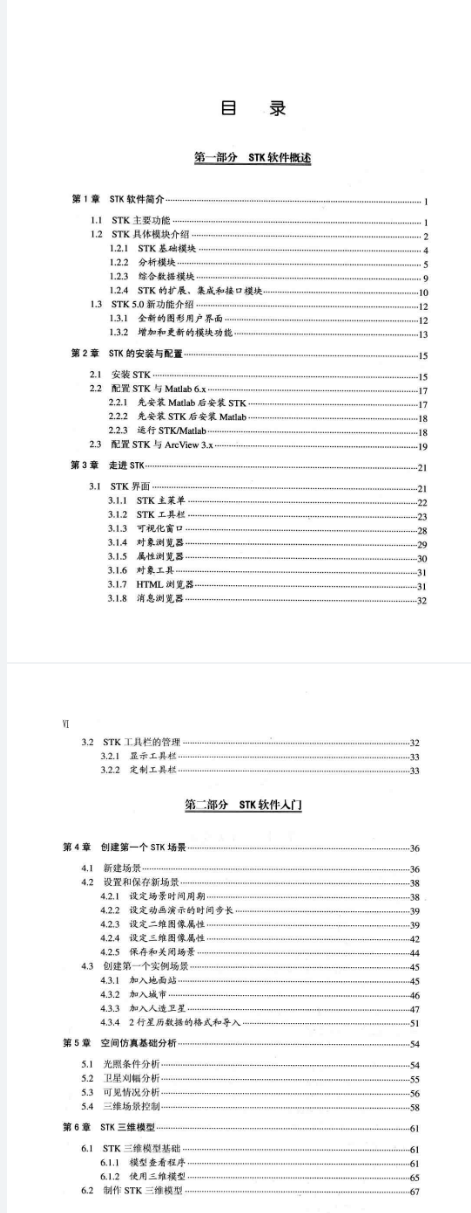 目 录
第一部分 STK 软件概述
第 1 章 STK 软件简介 1
1.1 STK 主要功能 1
1.2 STK 具体模块介绍 2
1.2.1 STK 基础模块 4
1.2.2 分析模块 5
1.2.3 综合数据模块 9
1.2.4 STK 的扩展、集成和接口模块 10
1.3 STK 5.0 新功能介绍 12
1.3.1 全新的图形用户界面 12
1.3.2 增加和更新的模块功能 13
第 2 章 STK 的安装与配置 15
2.1 安装 STK 15
2.2 配置 STK 与 Matlab 6.x 17
2.2.1 先安装 Matlab 后安装 STK 17
2.2.2 先安装 STK 后安装 Matlab 18
2.2.3 运行 STK/Matlab 18
2.3 配置 STK 与 ArcView 3.x 19
第 3 章 走进 STK 21
3.1 STK 界面 21
3.1.1 STK 主菜单 22
3.1.2 STK 工具栏 23
3.1.3 可视化窗口 28
3.1.4 对象浏览器 29
3.1.5 属性浏览器 30
3.1.6 对象工具 31
3.1.7 HTML 浏览器 31
3.1.8 消息浏览器 32
VI
3.2 STK 工具栏的管理 32
3.2.1 显示工具栏 33
3.2.2 定制工具栏 33
第二部分 STK 软件入门
第 4 章 创建第一个 STK 场景 36
4.1 新建场景 36
4.2 设置和保存新场景 38
4.2.1 设定场景时间周期 38
4.2.2 设定动画演示的时间步长 39
4.2.3 设定二维图像属性 39
4.2.4 设定三维图像属性 42
4.2.5 保存和关闭场景 44
4.3 创建第一个实例场景 45
4.3.1 加入地面站 45
4.3.2 加入城市 46
4.3.3 加入人造卫星 47
4.3.4 2 行星历数据的格式和导入 51
第 5 章 空间仿真基础分析 54
5.1 光照条件分析 54
5.2 卫星刈幅分析 55
5.3 可见情况分析 56
5.4 三维场景控制 58
第 6 章 STK 三维模型 61
6.1 STK 三维模型基础 61
6.1.1 模型查看程序 61
6.1.2 使用三维模型 65
6.2 制作 STK 三维模型 67